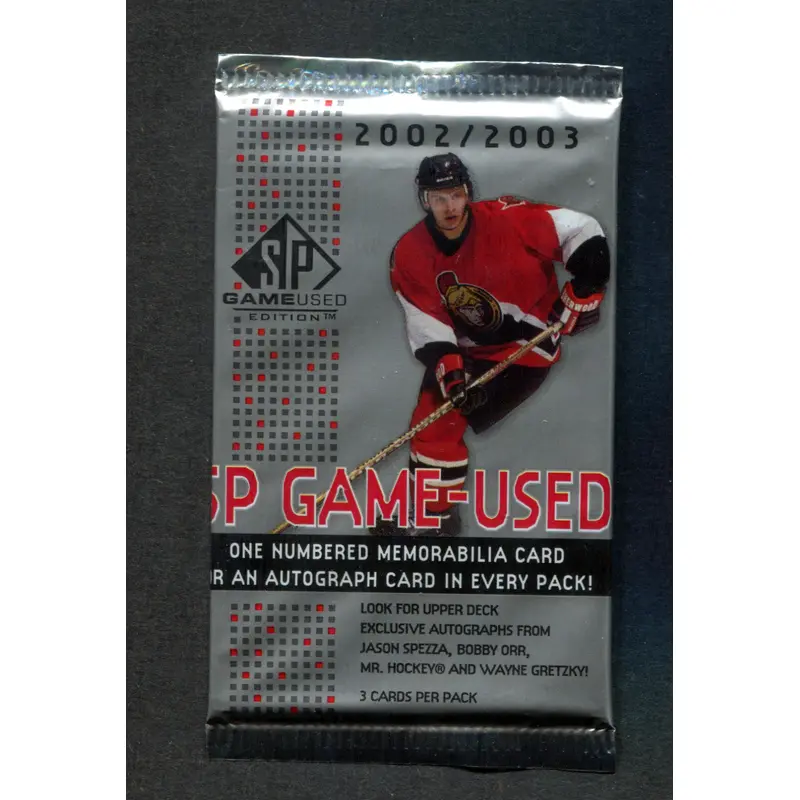 2002/2003
SP
GAMEUSED
EDITION™
SP GAME-USED
ONE NUMBERED MEMORABILIA CARD
R AN AUTOGRAPH CARD IN EVERY PACK!
LOOK FOR UPPER DECK
EXCLUSIVE AUTOGRAPHS FROM
JASON SPEZZA, BOBBY ORR,
MR. HOCKEY® AND WAYNE GRETZKY!
3 CARDS PER PACK